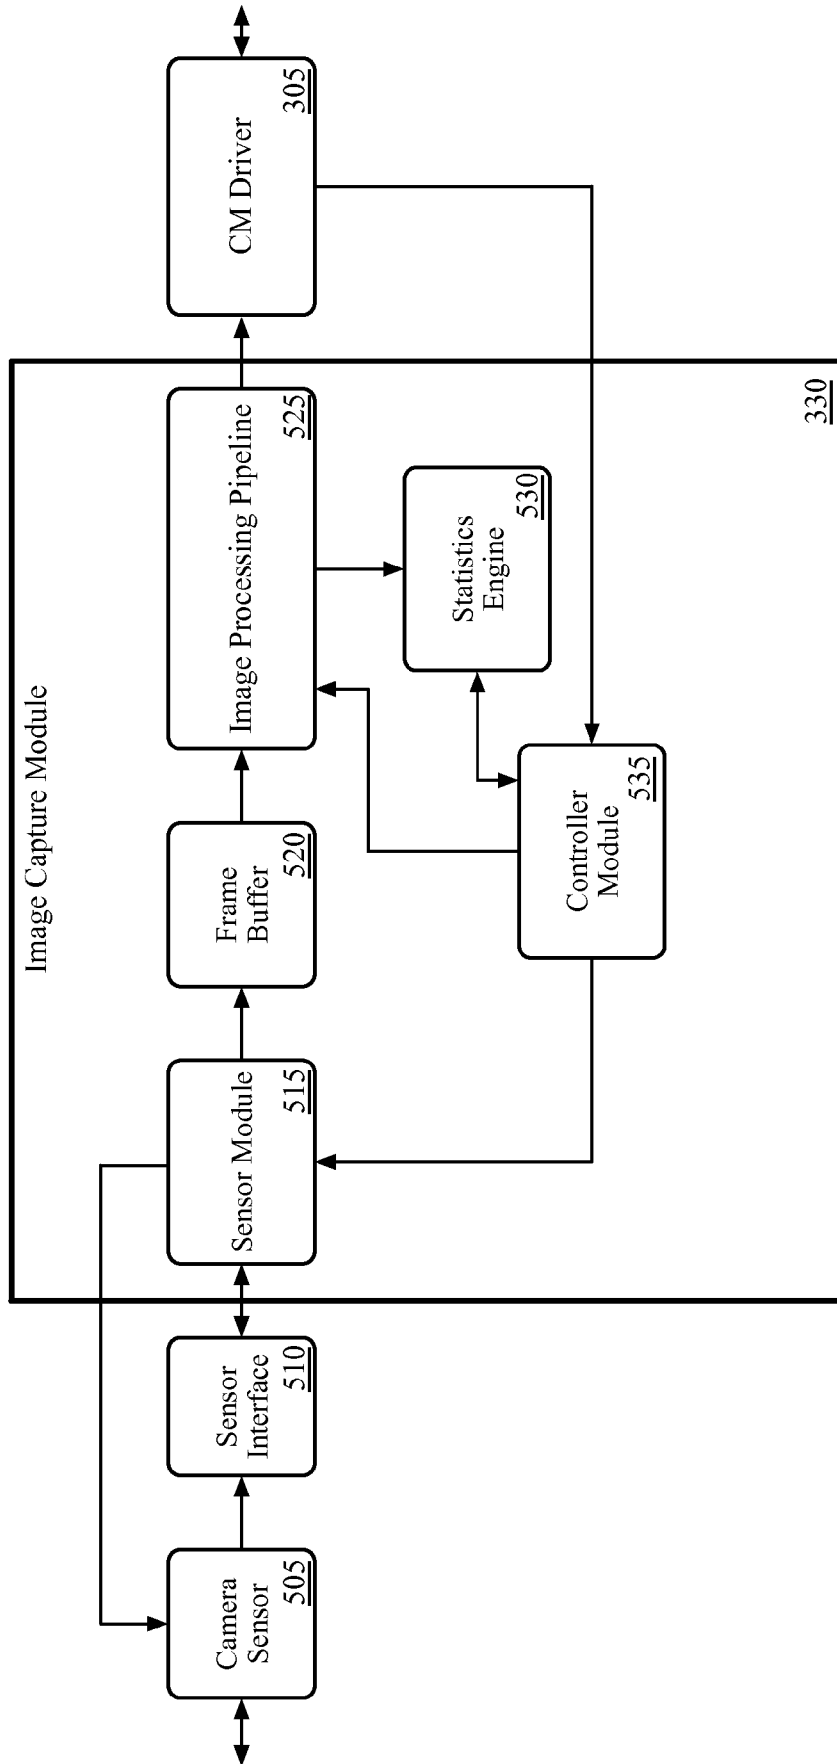 Image Capture Module
Camera
Sensor
505
Sensor
Interface
510
Sensor Module
515
Frame
Buffer
520
Image Processing Pipeline
525
CM Driver
305
Statistics
Engine
530
Controller
Module
535
330